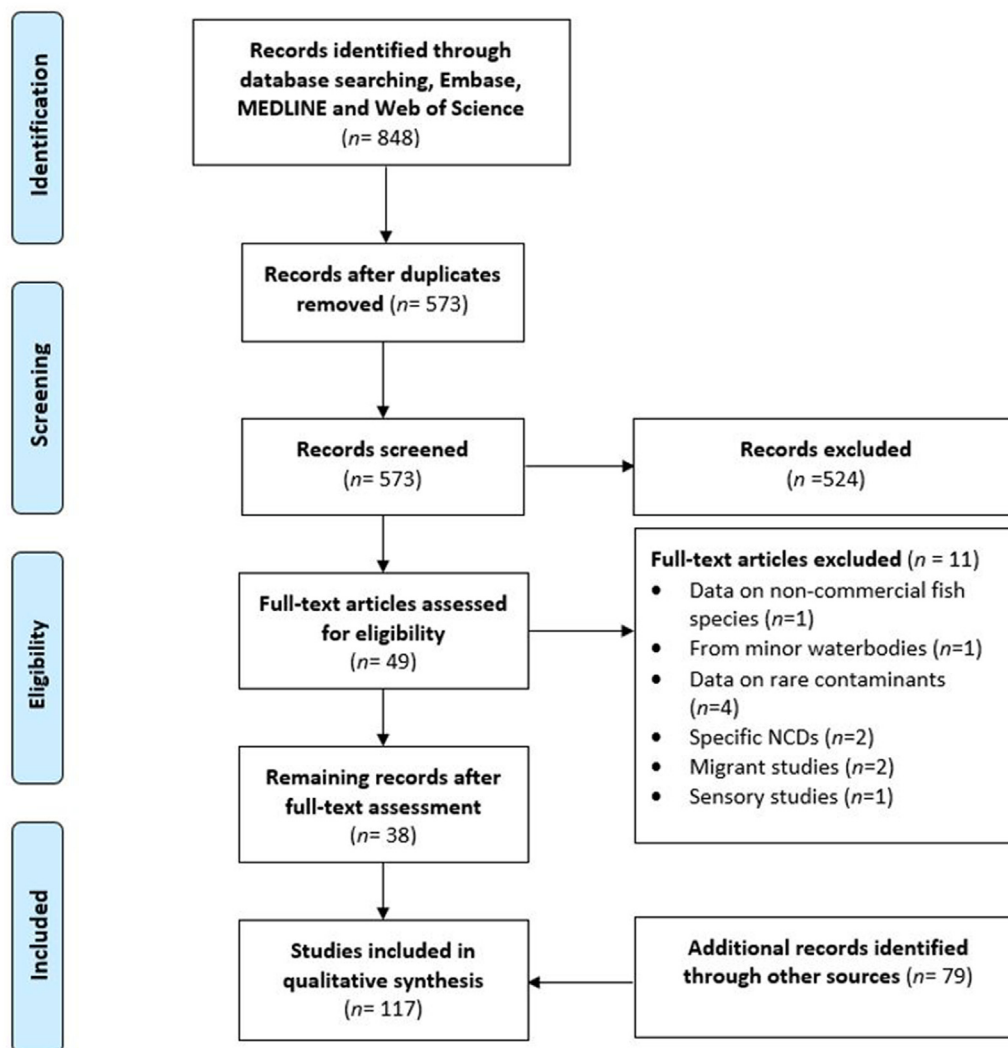 Identification
Records identified through
database searching, Embase,
MEDLINE and Web of Science
(n= 848)
Records after duplicates
removed (n= 573)
Screening
Records screened
(n= 573)
Records excluded
(n =524)
Eligibility
Full-text articles assessed
for eligibility
(n= 49)
Full-text articles excluded (n = 11)
• Data on non-commercial fish
species (n=1)
• From minor waterbodies (n=1)
• Data on rare contaminants
(n=4)
• Specific NCDs (n=2)
• Migrant studies (n=2)
• Sensory studies (n=1)
Remaining records after
full-text assessment
(n= 38)
Included
Studies included in
qualitative synthesis
(n= 117)
Additional records identified
through other sources (n= 79)